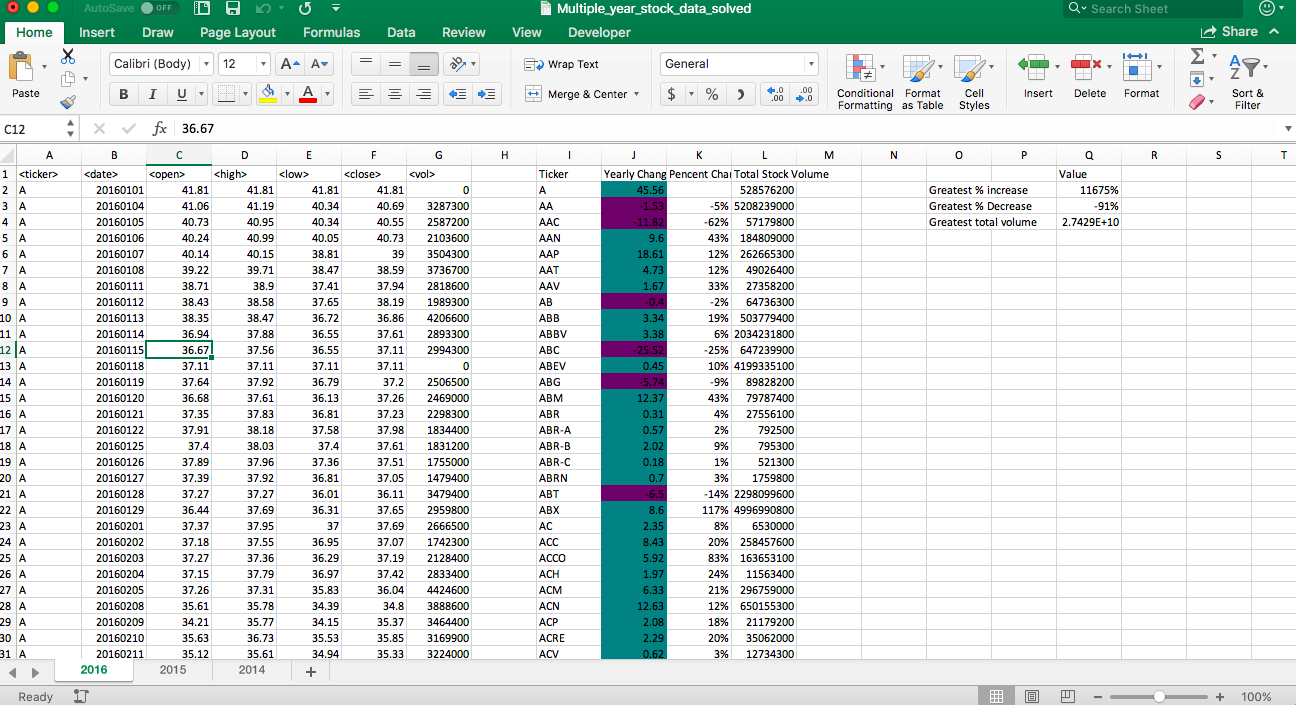 AutoSave OFF Multiple_year_stock_data_solved Search Sheet
Home Insert Draw Page Layout Formulas Data Review View Developer Share
Paste Calibri (Body) 12 A A Wrap Text General Conditional Formatting Format as Table Cell Styles Insert Delete Format Sort & Filter
B I U A Merge & Center $ % )
C12 fx 36.67
A B C D E F G H I J K L M N O P Q R S T
1 <ticker> <date> <open> <high> <low> <close> <vol> Ticker Yearly Chang Pencent Chan Total Stock Volume Value
2 A 20160101 41.81 41.81 41.81 41.81 0 A 45.56 528576200 Greatest % increase 11675%
3 A 20160104 41.06 41.19 40.34 40.69 3287300 AA -1.53 -5% 5208239000 Greatest % Decrease -91%
4 A 20160105 40.73 40.95 40.34 40.55 2587200 AAC -11.82 -62% 57179800 Greatest total volume 2.7429E+10
5 A 20160106 40.24 40.99 40.05 40.73 2103600 AAN 9.6 43% 184809000
6 A 20160107 40.14 40.15 38.81 39 3504300 AAP 18.61 12% 262665300
7 A 20160108 39.22 39.71 38.47 38.59 3736700 AAT 4.73 12% 49026400
8 A 20160111 38.71 38.9 37.41 37.94 2818600 AAV 1.67 33% 27358200
9 A 20160112 38.43 38.58 37.65 38.19 1989300 AB -0.4 -2% 64736300
10 A 20160113 38.35 38.47 36.72 36.86 4206600 ABB 3.34 19% 503779400
11 A 20160114 36.94 37.88 36.55 37.61 2893300 ABBV 3.38 6% 2034231800
12 A 20160115 36.67 37.56 36.55 37.11 2994300 ABC -25.52 -25% 647239900
13 A 20160118 37.11 37.11 37.11 37.11 0 ABEV 0.45 10% 4199335100
14 A 20160119 37.64 37.92 36.79 37.2 2506500 ABG -5.74 -9% 89828200
15 A 20160120 36.68 37.61 36.13 37.26 2469000 ABM 12.37 43% 79787400
16 A 20160121 37.35 37.83 36.81 37.23 2298300 ABR 0.31 4% 27556100
17 A 20160122 37.91 38.18 37.58 37.98 1834400 ABR-A 0.57 2% 792500
18 A 20160125 37.4 38.03 37.4 37.61 1831200 ABR-B 2.02 9% 795300
19 A 20160126 37.89 37.96 37.36 37.51 1755000 ABR-C 0.18 1% 521300
20 A 20160127 37.39 37.92 36.81 37.05 1479400 ABRN 0.7 3% 1759800
21 A 20160128 37.27 37.27 36.01 36.11 3479400 ABT -6.5 -14% 2298099600
22 A 20160129 36.44 37.69 36.31 37.65 2959800 ABX 8.6 117% 4996990800
23 A 20160201 37.37 37.95 37 37.69 2666500 AC 2.35 8% 6530000
24 A 20160202 37.18 37.55 36.95 37.07 1742300 ACC 8.43 20% 258457600
25 A 20160203 37.27 37.36 36.29 37.19 2128400 ACCO 5.92 83% 163653100
26 A 20160204 37.15 37.79 36.97 37.42 2833400 ACH 1.97 24% 11563400
27 A 20160205 37.26 37.31 35.83 36.04 4424600 ACM 6.33 21% 296759000
28 A 20160208 35.61 35.78 34.39 34.8 3888600 ACN 12.63 12% 650155300
29 A 20160209 34.21 35.77 34.15 35.37 3464400 ACP 2.08 18% 21179200
30 A 20160210 35.63 36.73 35.53 35.85 3169900 ACRE 2.29 20% 35062000
31 A 20160211 35.12 35.61 34.94 35.33 3224000 ACV 0.62 3% 12734300
2016 2015 2014 +
Ready 100%